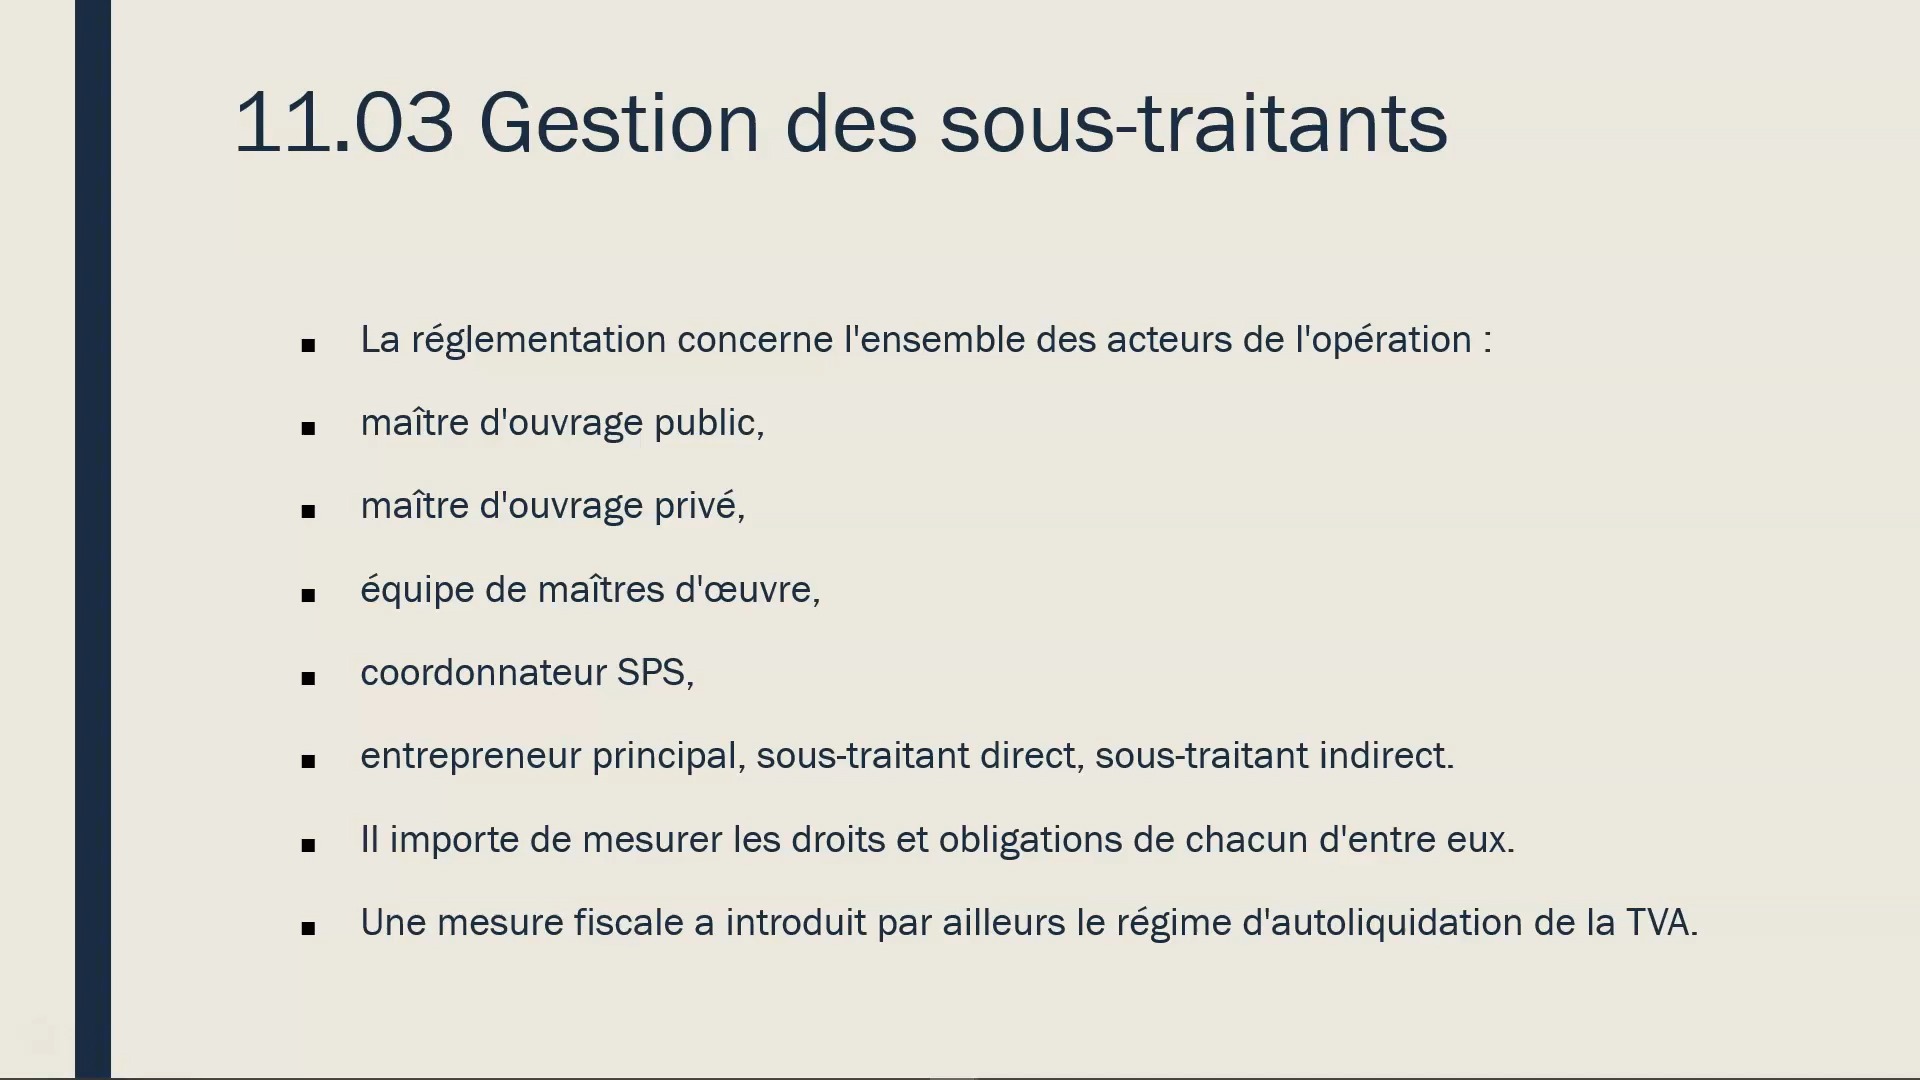 11.03 Gestion des sous-traitants
▪ La réglementation concerne l'ensemble des acteurs de l'opération :
▪ maître d'ouvrage public,
▪ maître d'ouvrage privé,
▪ équipe de maîtres d'œuvre,
▪ coordonnateur SPS,
▪ entrepreneur principal, sous-traitant direct, sous-traitant indirect.
▪ Il importe de mesurer les droits et obligations de chacun d'entre eux.
▪ Une mesure fiscale a introduit par ailleurs le régime d'autoliquidation de la TVA.